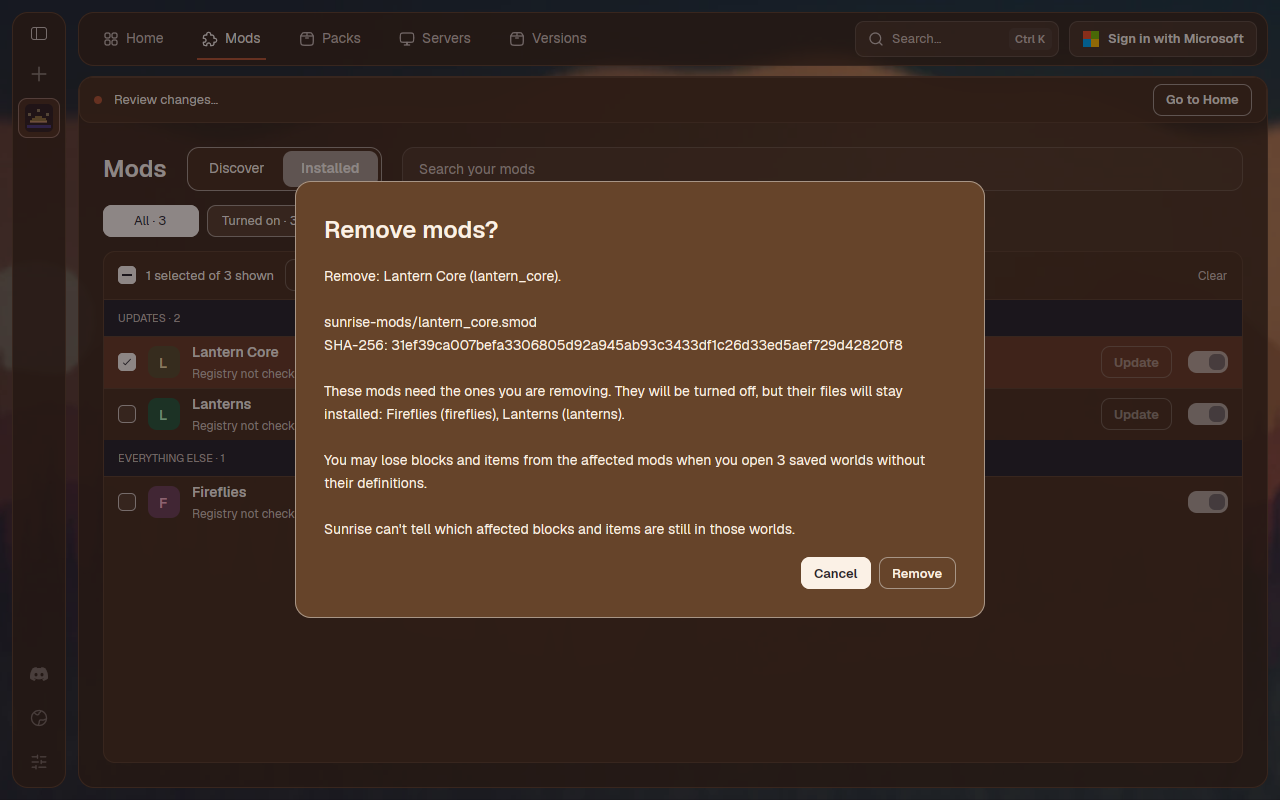 Home
Mods
Packs
Servers
Versions
Search...
Ctrl K
Sign in with Microsoft
Review changes...
Go to Home
Mods
Discover
Installed
Search your mods
All · 3
Turned on · 3
1 selected of 3 shown
Clear
UPDATES · 2
L
Lantern Core
Registry not check
Update
L
Lanterns
Registry not check
Update
EVERYTHING ELSE · 1
F
Fireflies
Registry not check
Remove mods?
Remove: Lantern Core (lantern_core).
sunrise-mods/lantern_core.smod
SHA-256: 31ef39ca007befa3306805d92a945ab93c3433df1c26d33ed5aef729d42820f8
These mods need the ones you are removing. They will be turned off, but their files will stay
installed: Fireflies (fireflies), Lanterns (lanterns).
You may lose blocks and items from the affected mods when you open 3 saved worlds without
their definitions.
Sunrise can't tell which affected blocks and items are still in those worlds.
Cancel
Remove